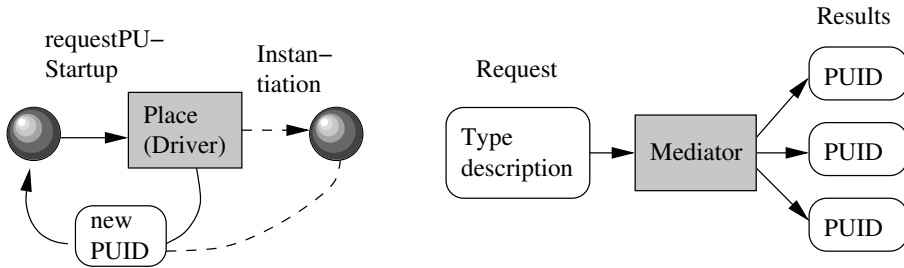 requestPU−
Startup
Instan−
tiation
Place
(Driver)
new
PUID
Request
Type
description
Mediator
Results
PUID
PUID
PUID